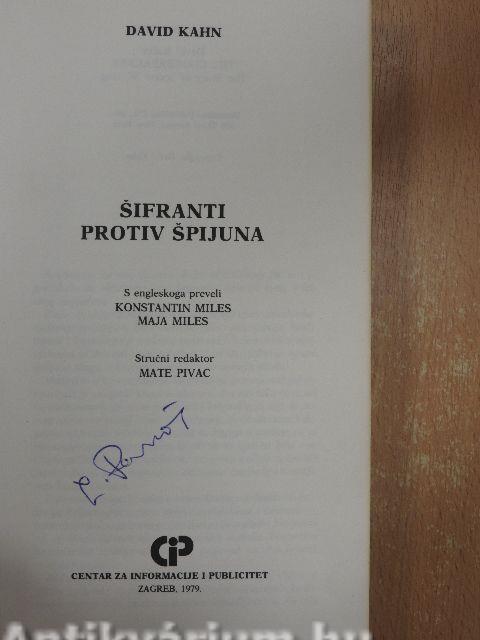 DAVID KAHN
ŠIFRANTI
PROTIV ŠPIJUNA
S engleskoga preveli
KONSTANTIN MILES
MAJA MILES
Stručni redaktor
MATE PIVAC
CIP
CENTAR ZA INFORMACIJE I PUBLICITET
ZAGREB, 1979.
Antikvárium.hu